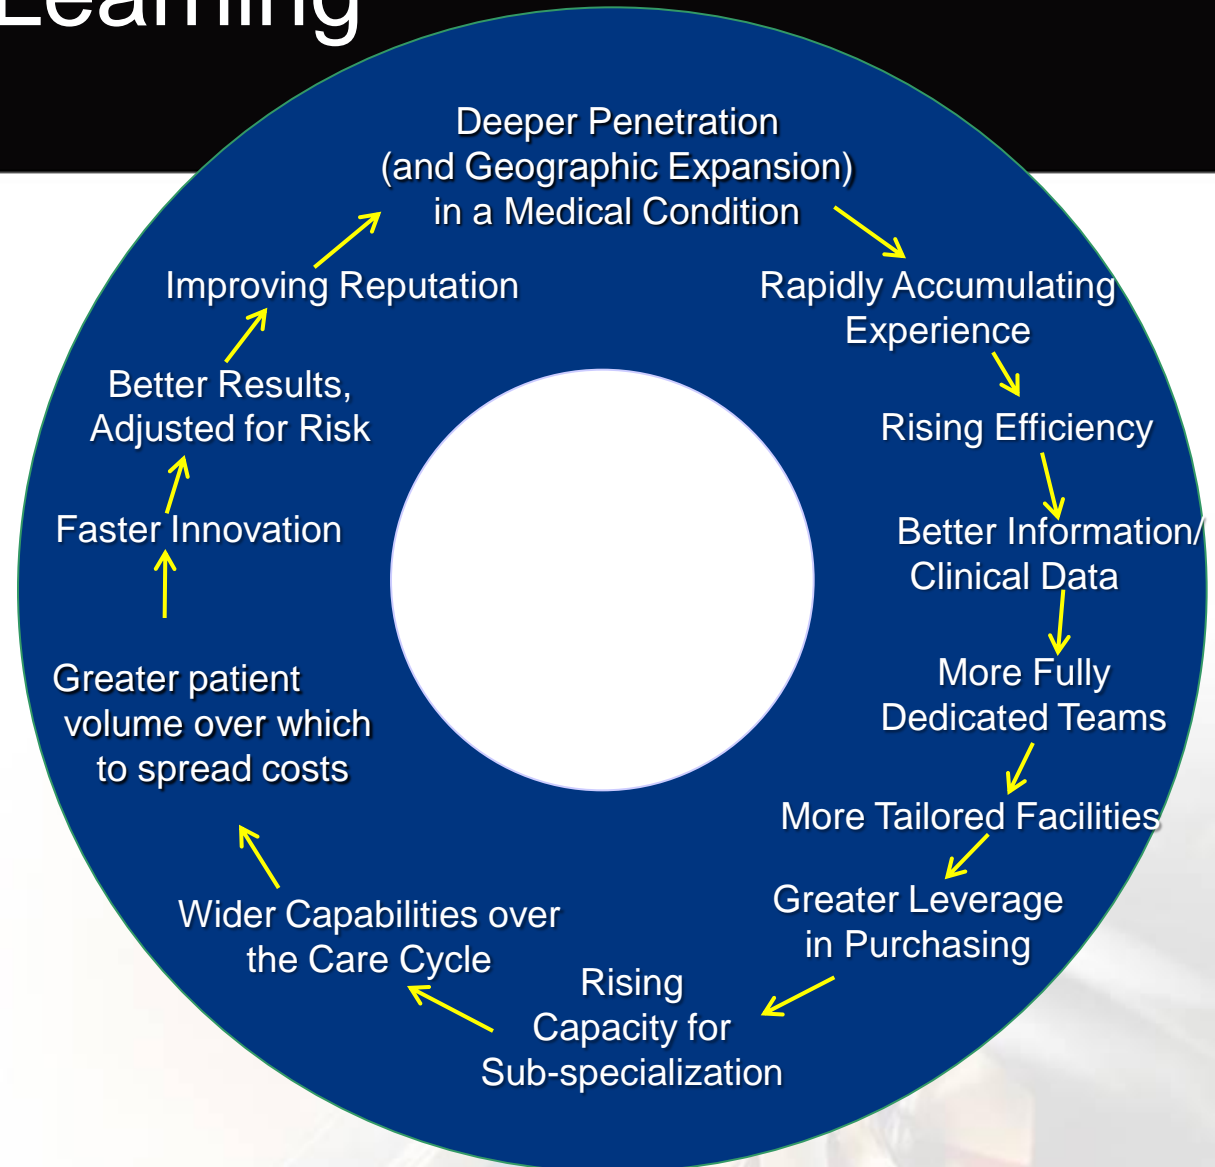 Learning
Deeper Penetration
(and Geographic Expansion)
in a Medical Condition
Rapidly Accumulating
Experience
Rising Efficiency
Better Information/
Clinical Data
More Fully
Dedicated Teams
More Tailored Facilities
Greater Leverage
in Purchasing
Rising
Capacity for
Sub-specialization
Wider Capabilities over
the Care Cycle
Greater patient
volume over which
to spread costs
Faster Innovation
Better Results,
Adjusted for Risk
Improving Reputation